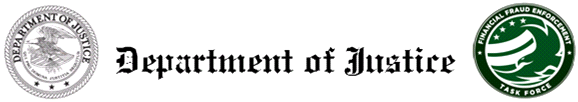 DEPARTMENT OF JUSTICE
Department of Justice
FINANCIAL FRAUD ENFORCEMENT
TASK FORCE